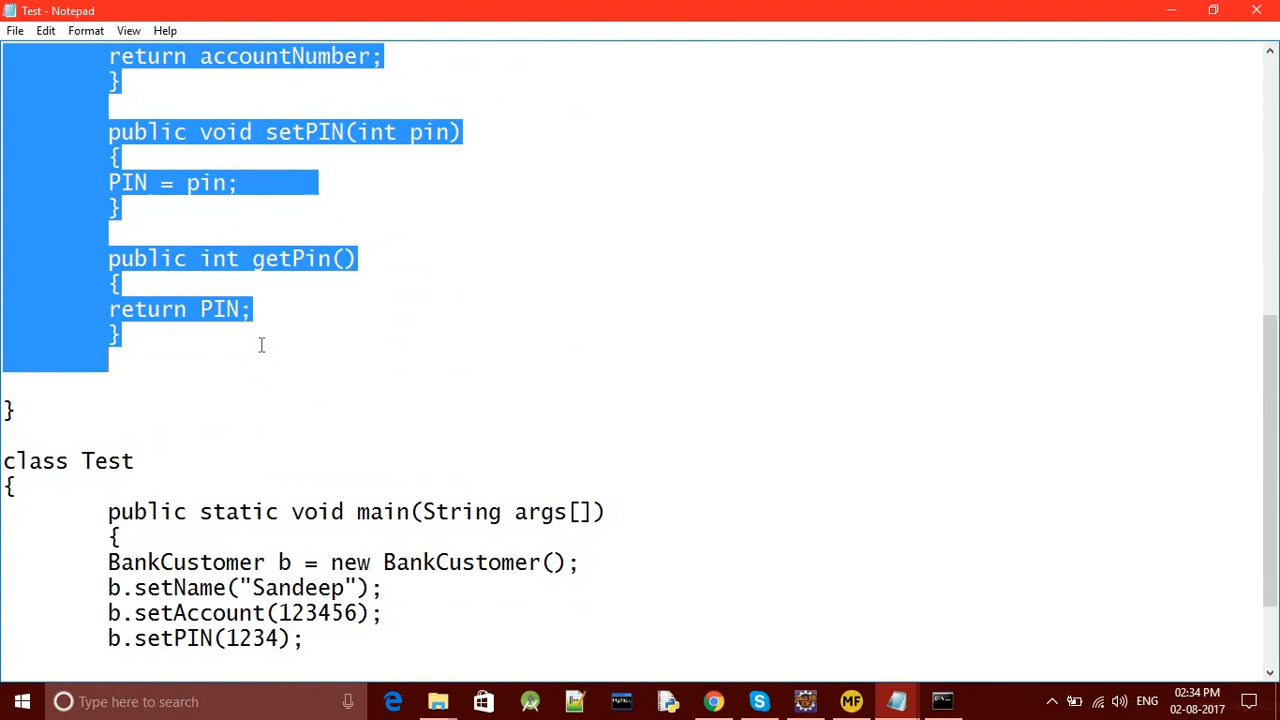 Test - Notepad
File Edit Format View Help
return accountNumber;
}
public void setPIN(int pin)
{
PIN = pin;
}
public int getPin()
{
return PIN;
}
}
class Test
{
public static void main(String args[])
{
BankCustomer b = new BankCustomer();
b.setName("Sandeep");
b.setAccount(123456);
b.setPIN(1234);
Type here to search
MySQL
MF
ENG
02:34 PM
02-08-2017